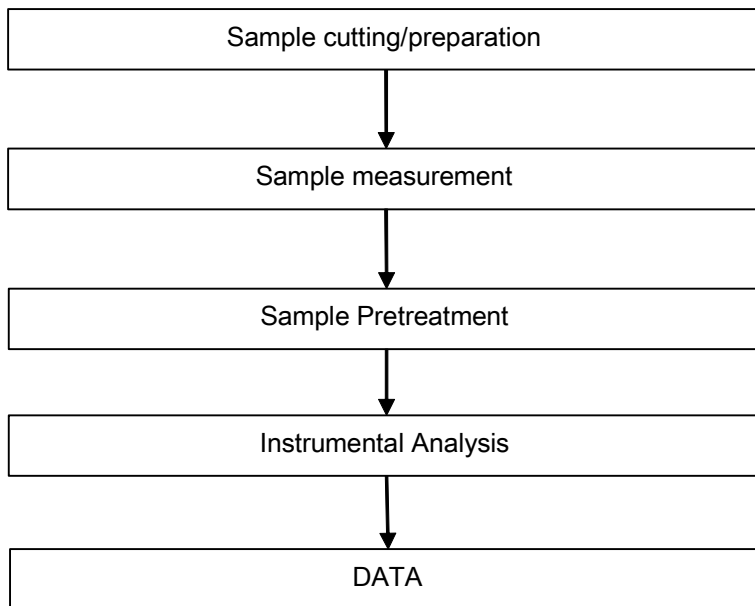 Sample cutting/preparation
Sample measurement
Sample Pretreatment
Instrumental Analysis
DATA